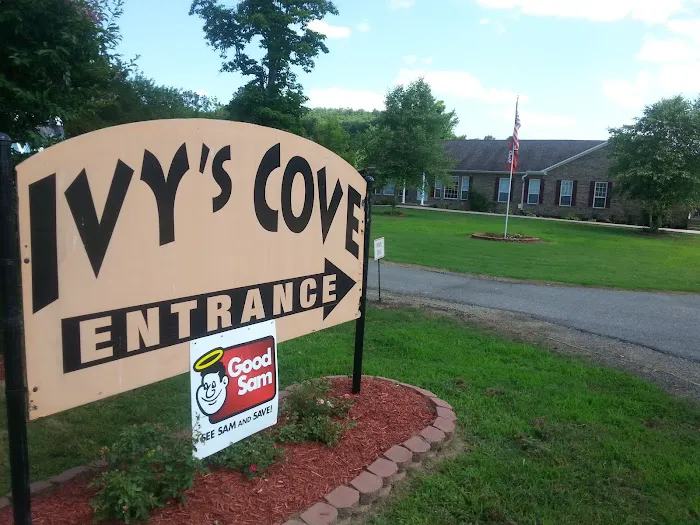 IVY'S COVE
ENTRANCE
Good
Sam
SEE SAM AND SAVE!